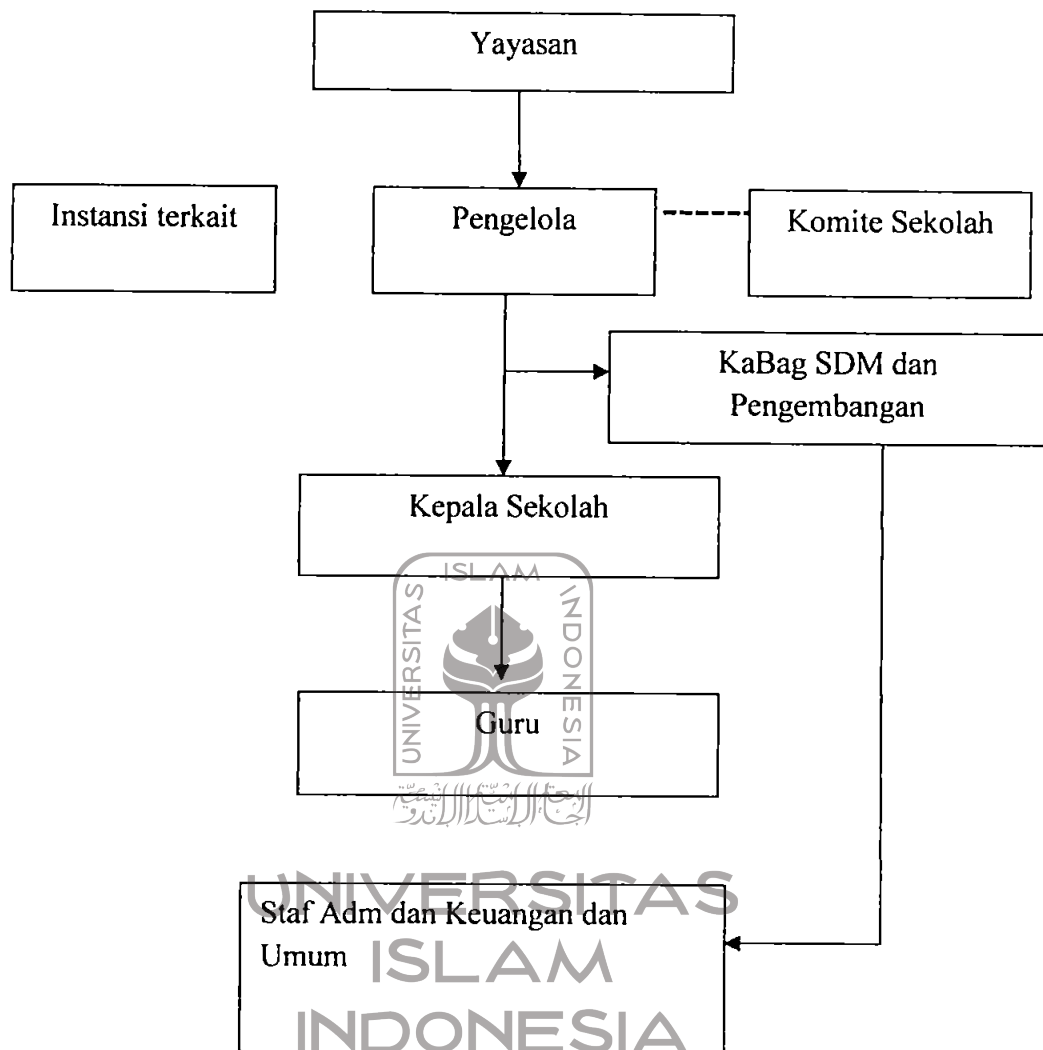 Yayasan
Instansi terkait
Pengelola
Komite Sekolah
KaBag SDM dan
Pengembangan
Kepala Sekolah
UNIVERSITAS
ISLAM
INDONESIA
Guru
Staf Adm dan Keuangan dan
Umum
UNIVERSITAS
ISLAM
INDONESIA